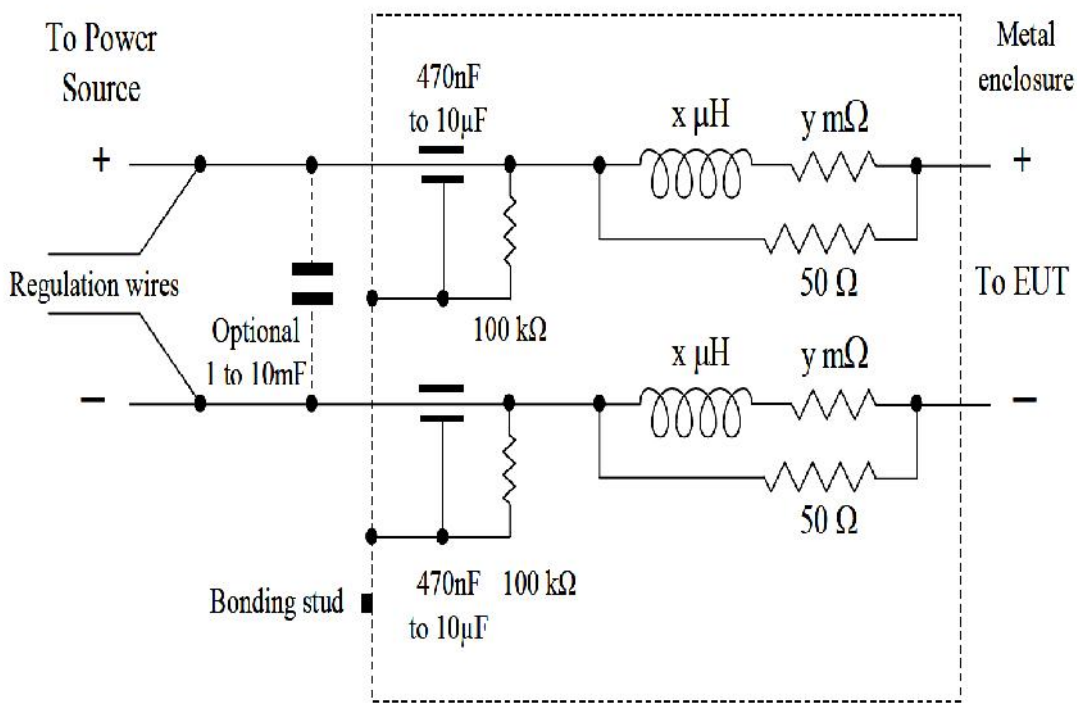 To Power
Source
+
Regulation wires
−
Optional
1 to 10mF
470nF
to 10µF
100 kΩ
x µH
y mΩ
50 Ω
x µH
y mΩ
50 Ω
470nF
to 10µF
100 kΩ
Bonding stud
Metal
enclosure
+
To EUT
−